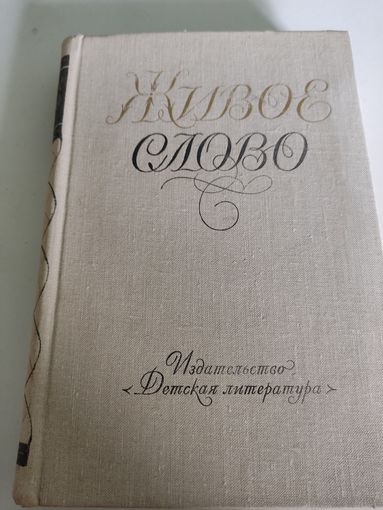 ЖИВОЕ
СЛОВО
Издательство
«Детская литература»